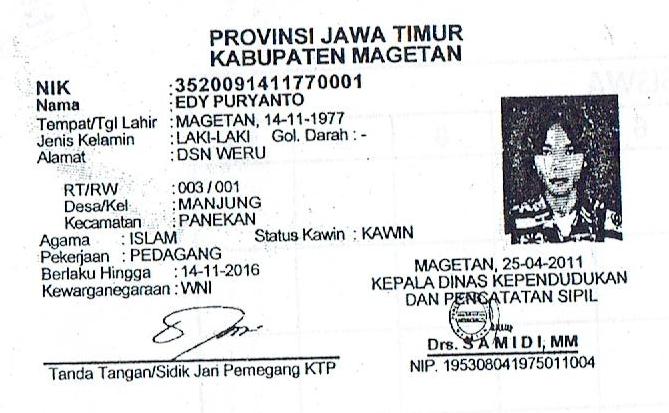 PROVINSI JAWA TIMUR
KABUPATEN MAGETAN
NIK : 3520091411770001
Nama : EDY PURYANTO
Tempat/Tgl Lahir : MAGETAN, 14-11-1977
Jenis Kelamin : LAKI-LAKI Gol. Darah : -
Alamat : DSN WERU
RT/RW : 003 / 001
Desa/Kel : MANJUNG
Kecamatan : PANEKAN
Agama : ISLAM Status Kawin : KAWIN
Pekerjaan : PEDAGANG
Berlaku Hingga : 14-11-2016
Kewarganegaraan : WNI
MAGETAN, 25-04-2011
KEPALA DINAS KEPENDUDUKAN
DAN PENCATATAN SIPIL
Drs. S A M I D I, MM
NIP. 195308041975011004
Tanda Tangan/Sidik Jari Pemegang KTP